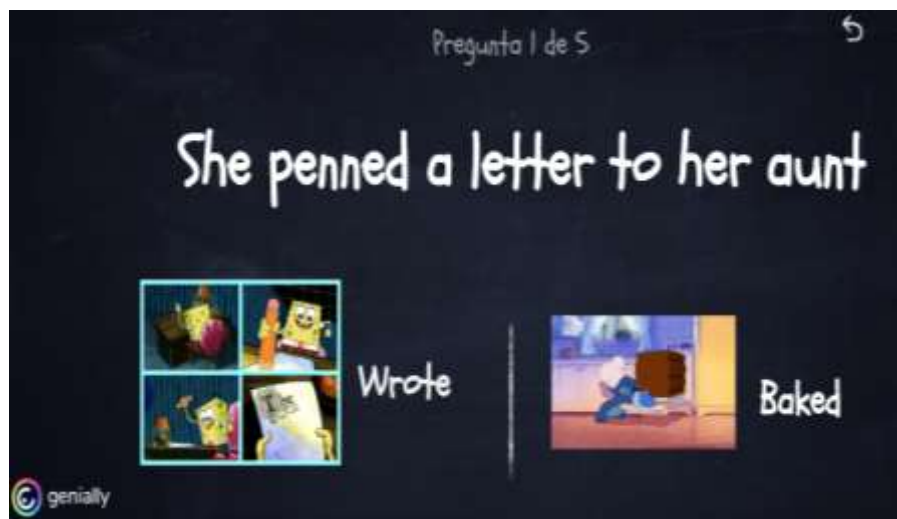 Pregunta 1 de 5
She penned a letter to her aunt
Wrote
Baked
genially